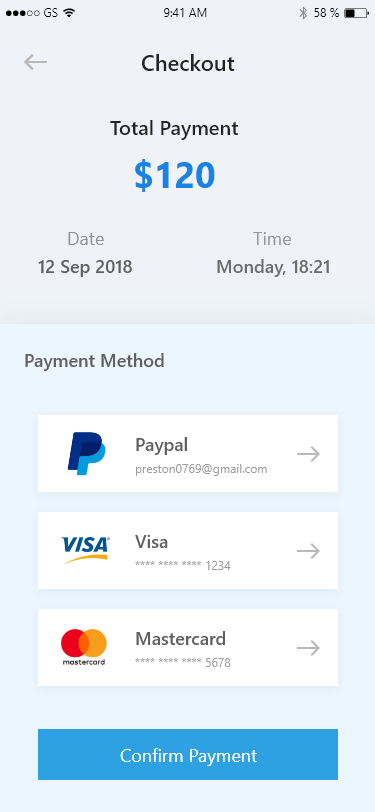 GS 9:41 AM 58 %
Checkout
Total Payment
$120
Date Time
12 Sep 2018 Monday, 18:21
Payment Method
Paypal
preston0769@gmail.com
VISA Visa
**** **** **** 1234
Mastercard
mastercard **** **** **** 5678
Confirm Payment